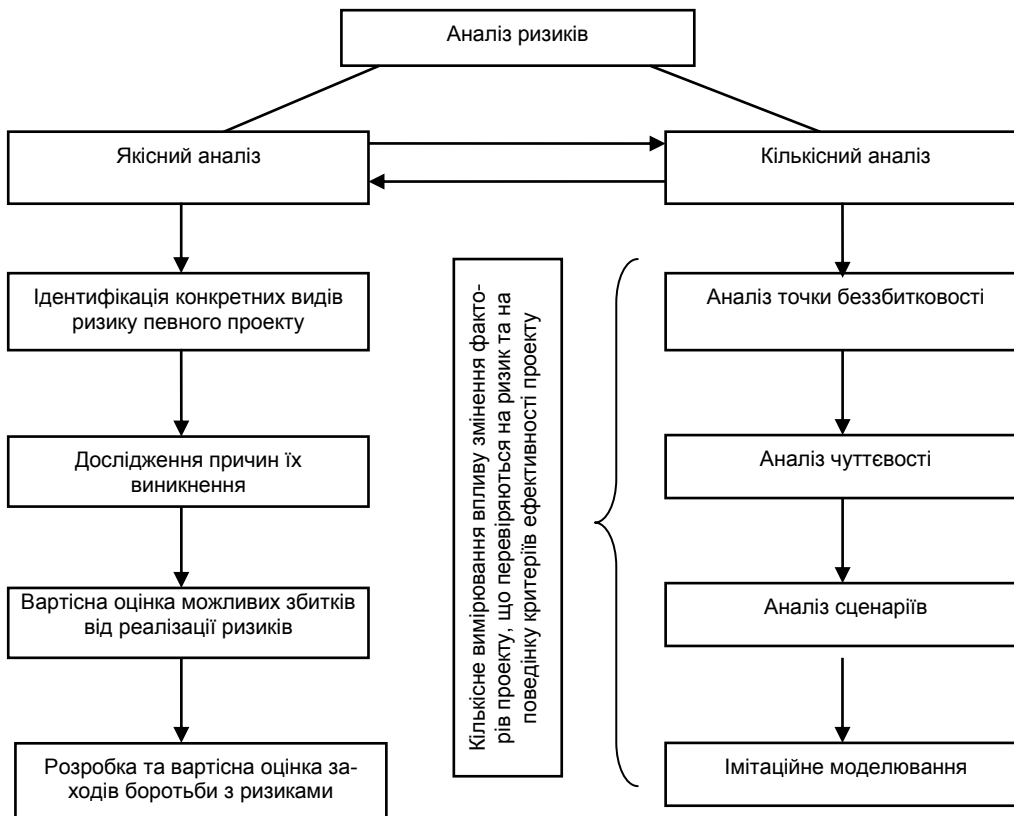 Аналіз ризиків
Якісний аналіз
Кількісний аналіз
Ідентифікація конкретних видів
ризику певного проекту
Дослідження причин їх
виникнення
Вартісна оцінка можливих збитків
від реалізації ризиків
Розробка та вартісна оцінка за-
ходів боротьби з ризиками
Кількісне вимірювання впливу змінення факто-
рів проекту, що перевіряються на ризик та на
поведінку критеріїв ефективності проекту
Аналіз точки беззбитковості
Аналіз чуттєвості
Аналіз сценаріїв
Імітаційне моделювання